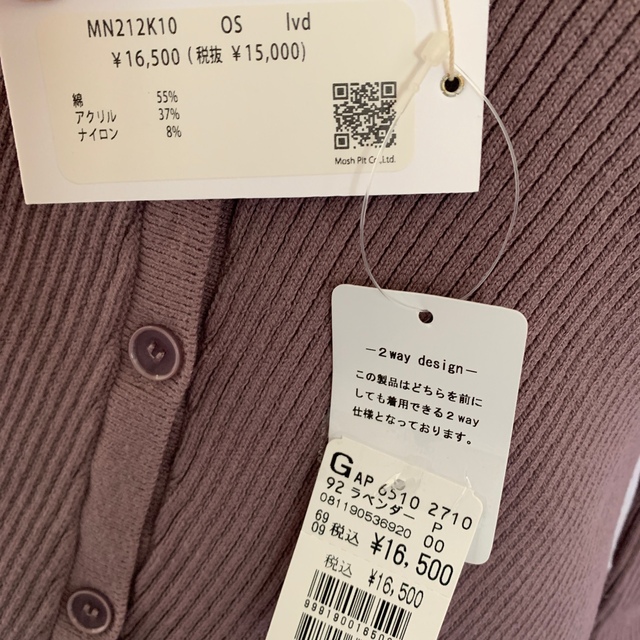 MN212K10 OS lvd
¥16,500 (税抜 ¥15,000)
綿 55%
アクリル 37%
ナイロン 8%
Mosh Pit Co.,Ltd.
—2way design—
この製品はどちらを前に
しても着用できる2way
仕様となっております。
G AP 6510 2710
92 ラベンダー P
081190536920 00
69
09 税込 ¥16,500
税込 ¥16,500